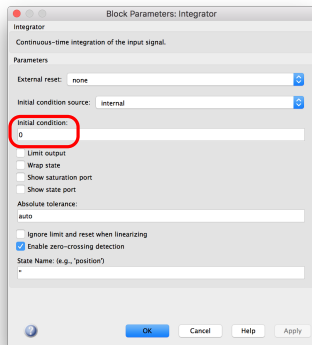 Block Parameters: Integrator
Integrator
Continuous-time integration of the input signal.
Parameters
External reset: none
Initial condition source: internal
Initial condition:
0
Limit output
Wrap state
Show saturation port
Show state port
Absolute tolerance:
auto
Ignore limit and reset when linearizing
Enable zero-crossing detection
State Name: (e.g., 'position')
''
?
OK Cancel Help Apply